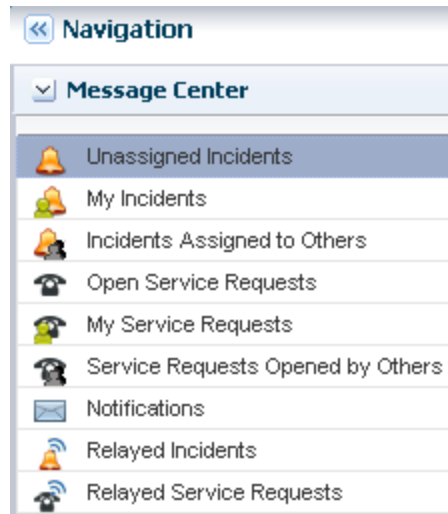 Navigation
Message Center
Unassigned Incidents
My Incidents
Incidents Assigned to Others
Open Service Requests
My Service Requests
Service Requests Opened by Others
Notifications
Relayed Incidents
Relayed Service Requests